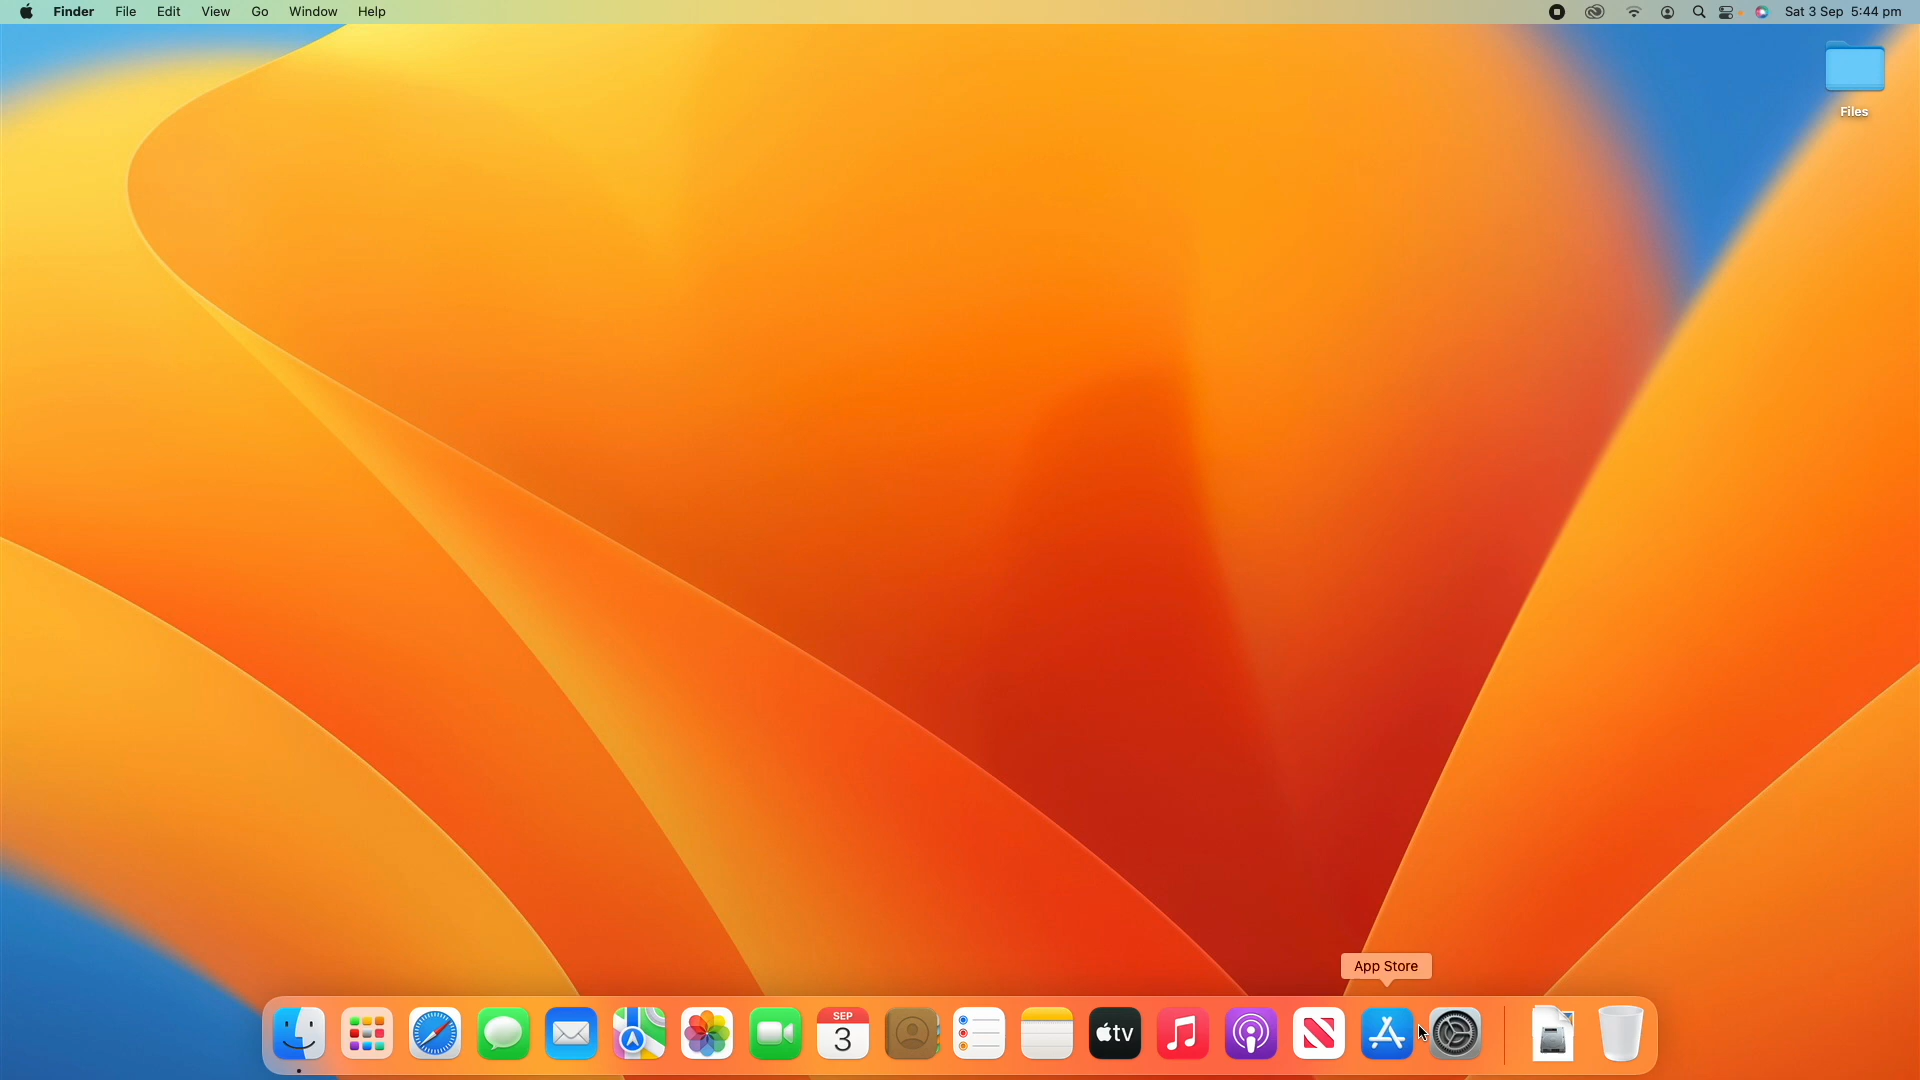 Finder File Edit View Go Window Help Sat 3 Sep 5:44 pm
Files
App Store
SEP
3
tv